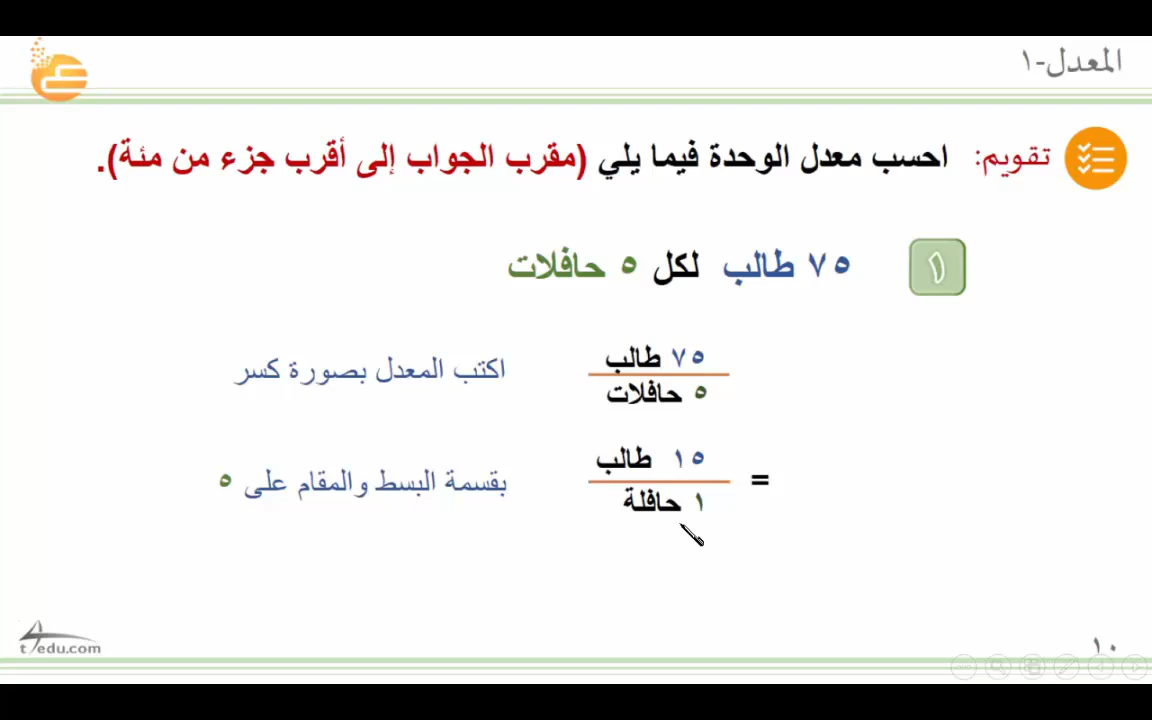 المعدل-١
تقويم: احسب معدل الوحدة فيما يلي (مقرب الجواب إلى أقرب جزء من مئة).
١ ٧٥ طالب لكل ٥ حافلات
٧٥ طالب
٥ حافلات
اكتب المعدل بصورة كسر
= ١٥ طالب
١ حافلة
بقسمة البسط والمقام على ٥
t4edu.com
١٠